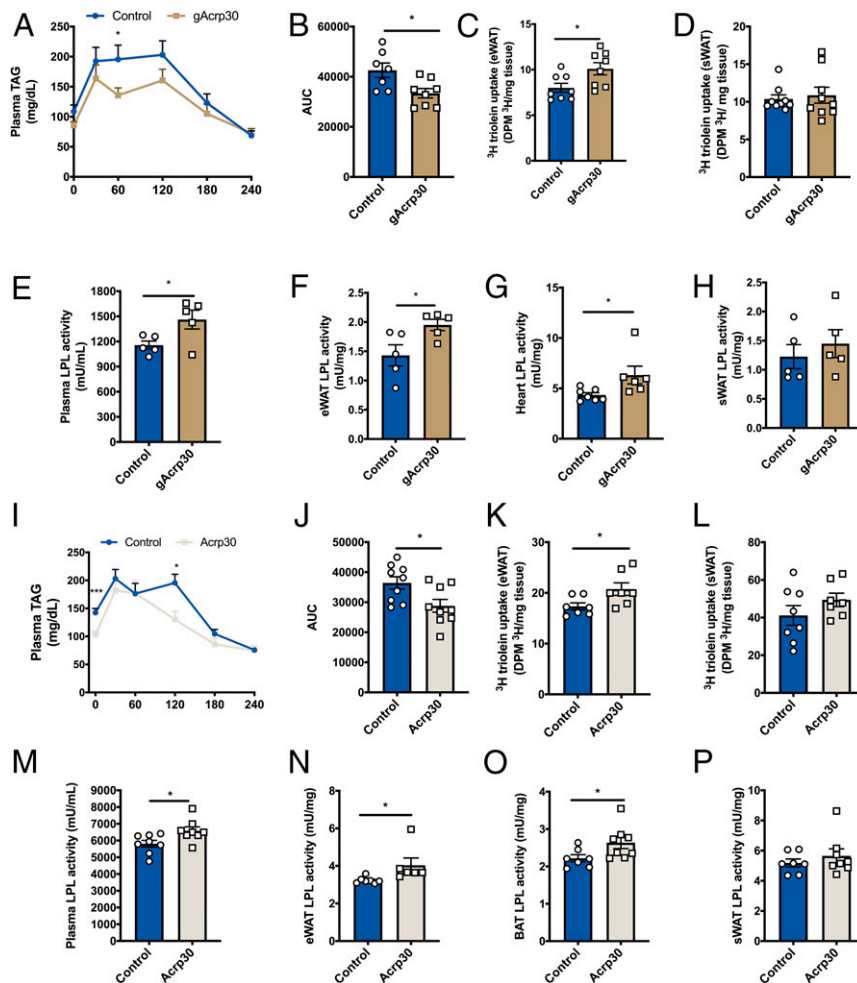 A
Control
gAcrp30
Plasma TAG
(mg/dL)
250
200
150
100
50
0
*
0
60
120
180
240
B
AUC
60000
40000
20000
0
*
Control
gAcrp30
C
³H triolein uptake (eWAT)
(DPM ³H/mg tissue)
15
10
5
0
*
Control
gAcrp30
D
³H triolein uptake (sWAT)
(DPM ³H/ mg tissue)
20
15
10
5
0
Control
gAcrp30
E
Plasma LPL activity
(mU/mL)
1800
1500
1200
900
600
300
0
*
Control
gAcrp30
F
eWAT LPL activity
(mU/mg)
2.5
2.0
1.5
1.0
0.5
0.0
*
Control
gAcrp30
G
Heart LPL activity
(mU/mg)
15
10
5
0
*
Control
gAcrp30
H
sWAT LPL activity
(mU/mg)
2.5
2.0
1.5
1.0
0.5
0.0
Control
gAcrp30
I
Control
Acrp30
Plasma TAG
(mg/dL)
250
200
150
100
50
0
***
*
0
60
120
180
240
J
AUC
50000
40000
30000
20000
10000
0
*
Control
Acrp30
K
³H triolein uptake (eWAT)
(DPM ³H/mg tissue)
30
20
10
0
*
Control
Acrp30
L
³H triolein uptake (sWAT)
(DPM ³H/mg tissue)
80
60
40
20
0
Control
Acrp30
M
Plasma LPL activity (mU/mL)
9000
8000
7000
6000
5000
4000
3000
2000
1000
0
*
Control
Acrp30
N
eWAT LPL activity (mU/mg)
8
6
4
2
0
*
Control
Acrp30
O
BAT LPL activity (mU/mg)
4
3
2
1
0
*
Control
Acrp30
P
sWAT LPL activity (mU/mg)
10
8
6
4
2
0
Control
Acrp30